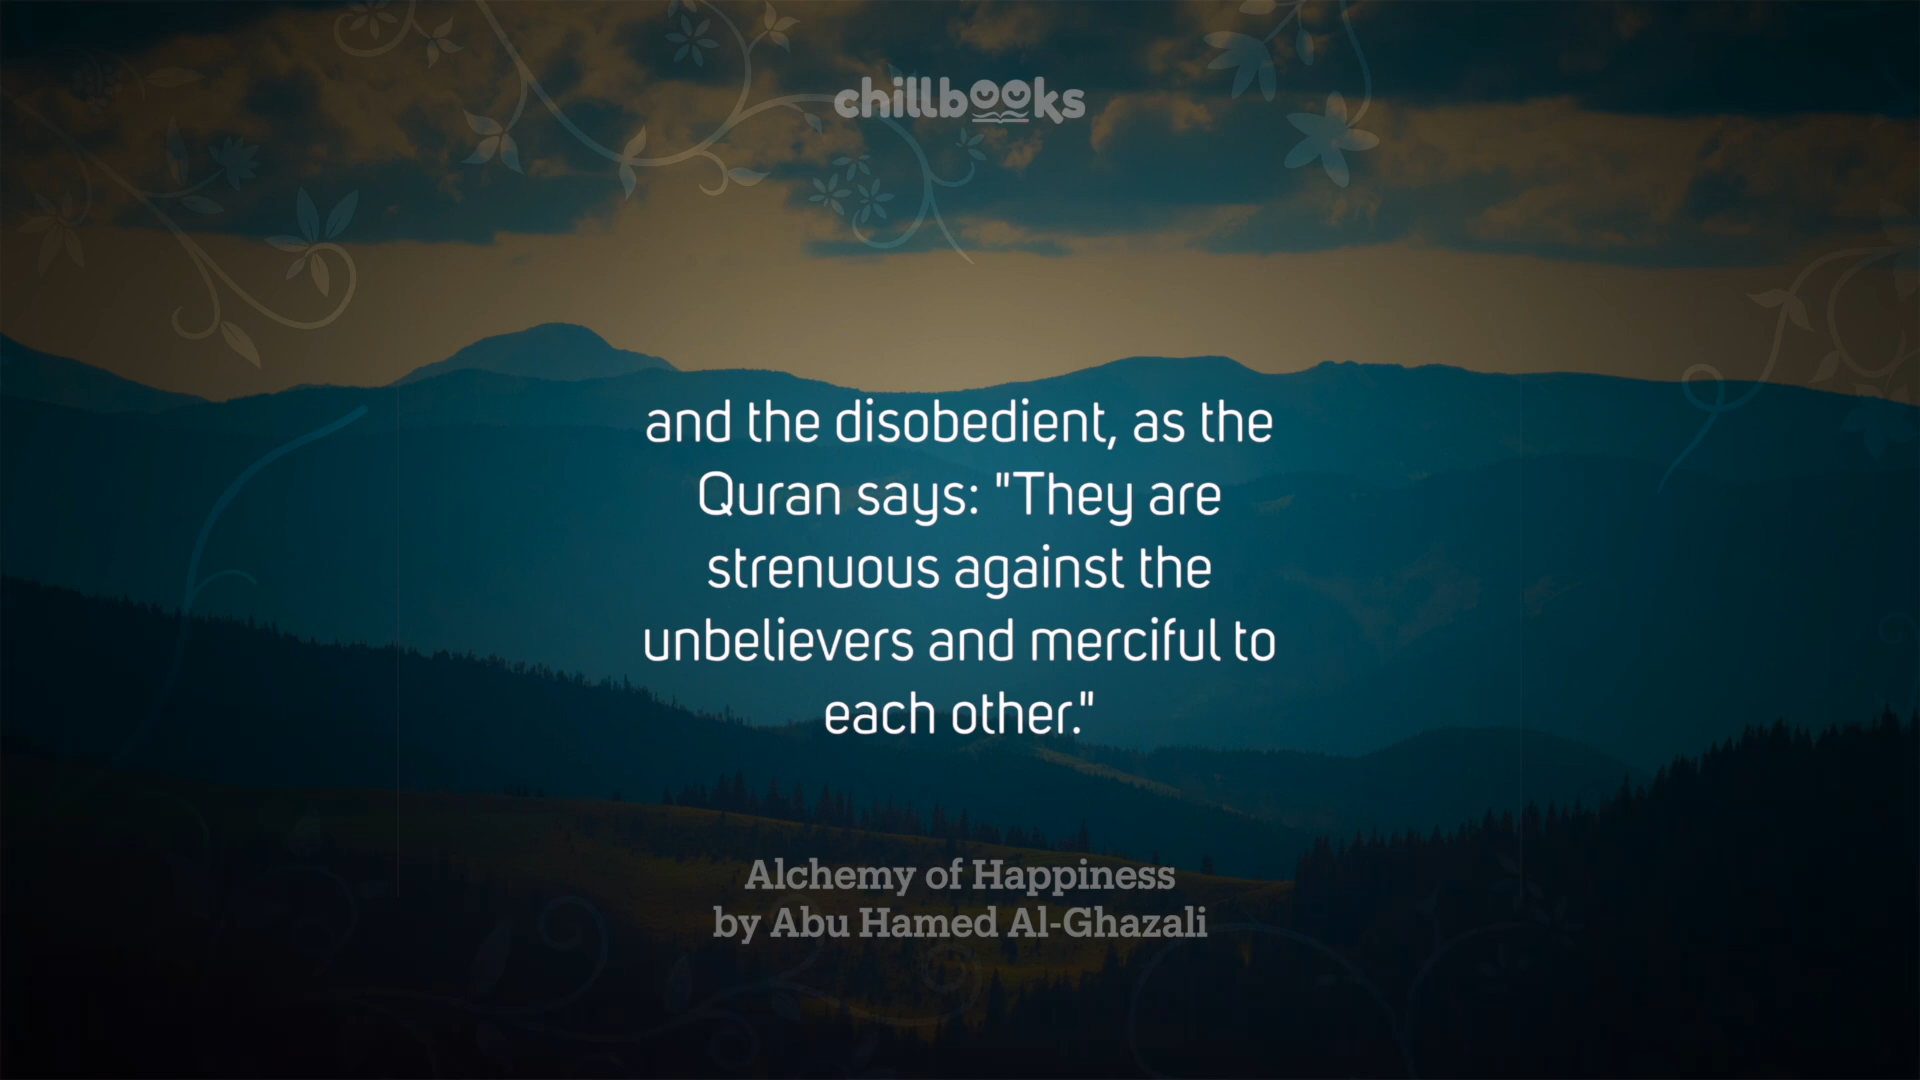 chillbooks
and the disobedient, as the
Quran says: "They are
strenuous against the
unbelievers and merciful to
each other."
Alchemy of Happiness
by Abu Hamed Al-Ghazali